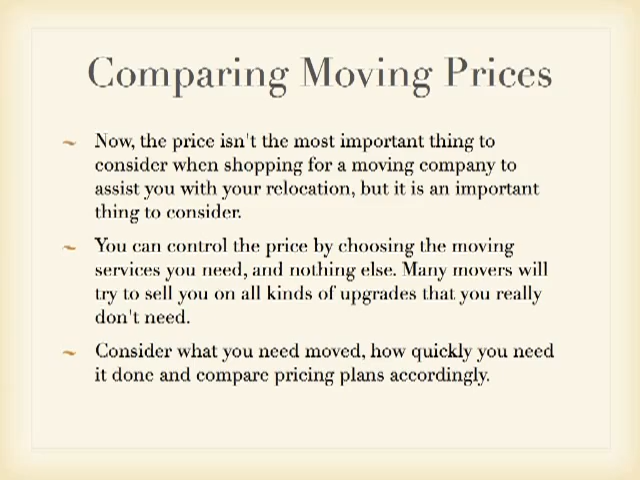 Comparing Moving Prices
Now, the price isn't the most important thing to
consider when shopping for a moving company to
assist you with your relocation, but it is an important
thing to consider.
You can control the price by choosing the moving
services you need, and nothing else. Many movers will
try to sell you on all kinds of upgrades that you really
don't need.
Consider what you need moved, how quickly you need
it done and compare pricing plans accordingly.